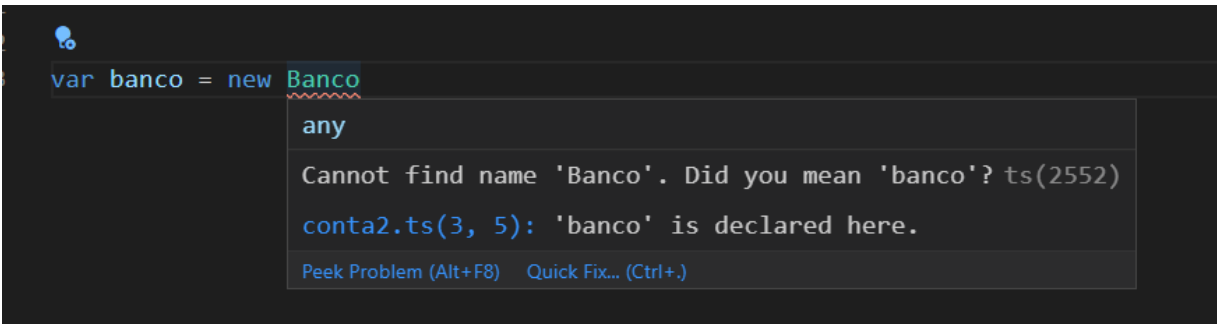 2
3 var banco = new Banco
any
Cannot find name 'Banco'. Did you mean 'banco'? ts(2552)
conta2.ts(3, 5): 'banco' is declared here.
Peek Problem (Alt+F8) Quick Fix... (Ctrl+.)